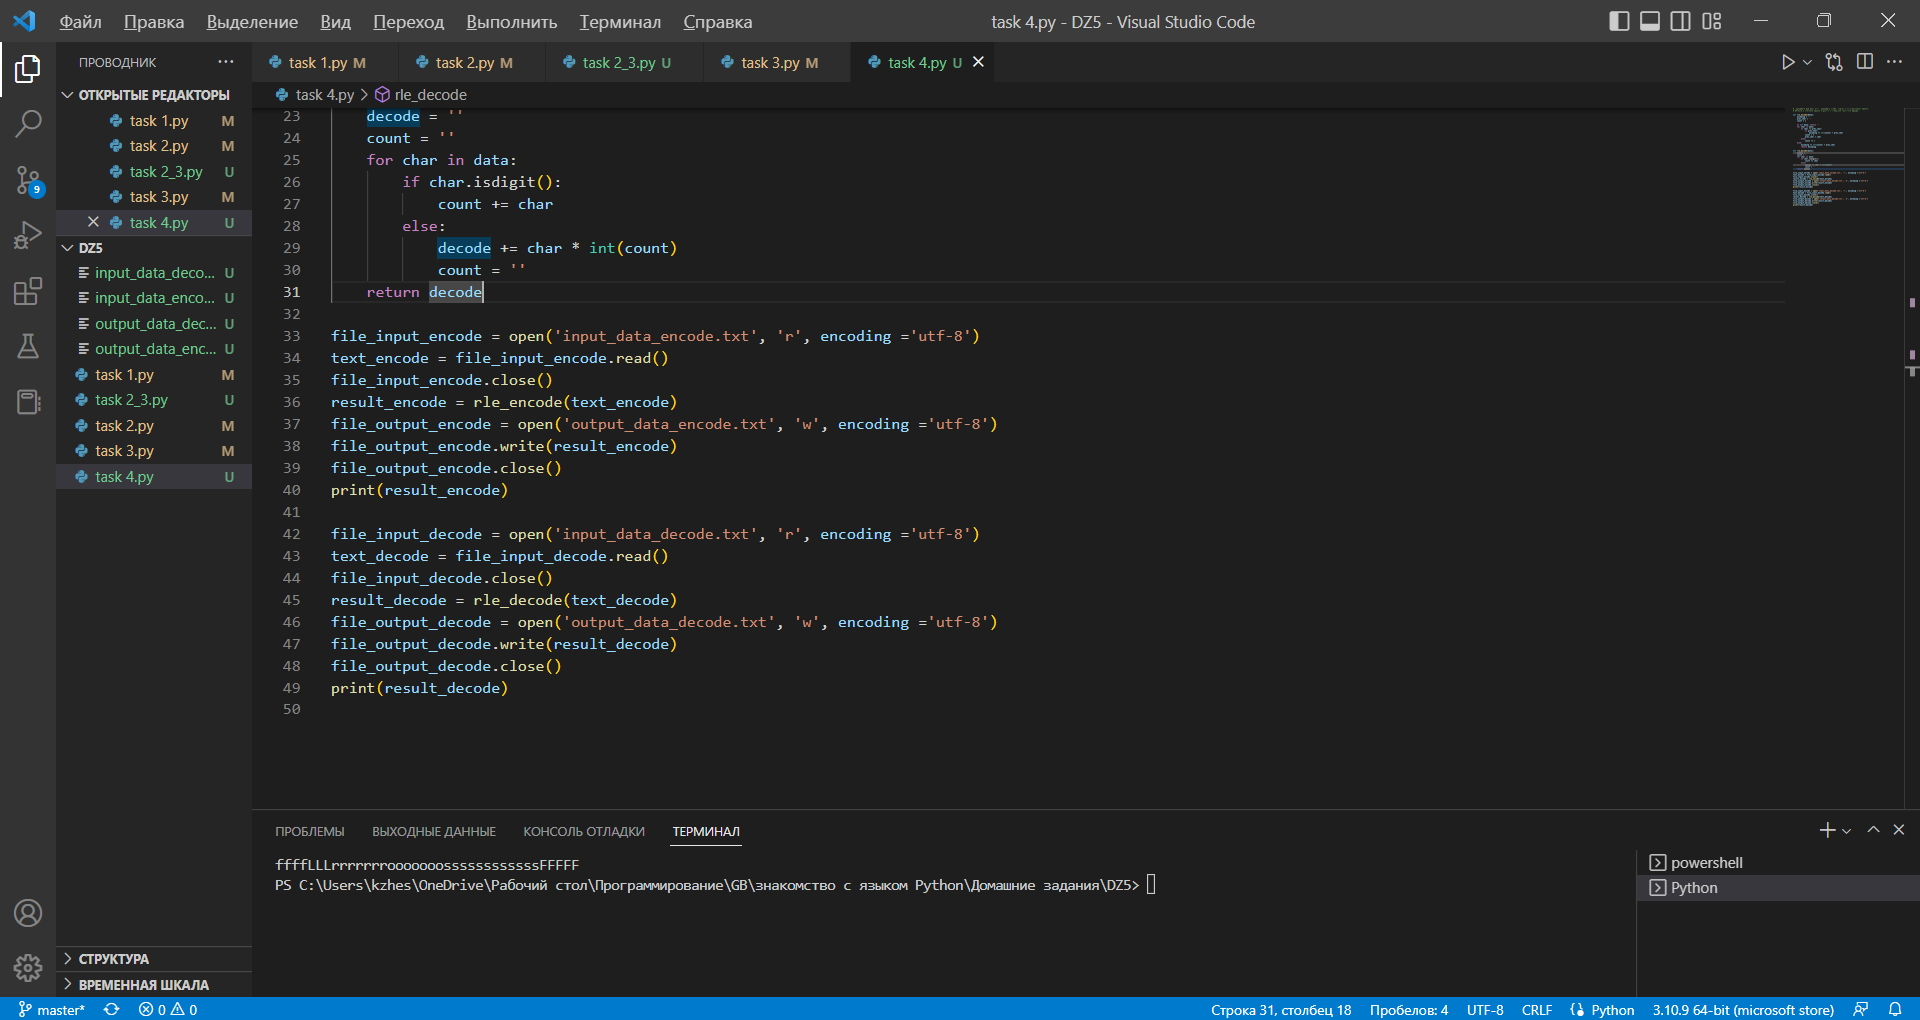 Файл Правка Выделение Вид Переход Выполнить Терминал Справка
task 4.py - DZ5 - Visual Studio Code
ПРОВОДНИК
ОТКРЫТЫЕ РЕДАКТОРЫ
task 1.py M
task 2.py M
task 2_3.py U
task 3.py M
task 4.py U
DZ5
input_data_deco... U
input_data_enco... U
output_data_dec... U
output_data_enc... U
task 1.py M
task 2_3.py U
task 2.py M
task 3.py M
task 4.py U
СТРУКТУРА
ВРЕМЕННАЯ ШКАЛА
9
task 1.py M task 2.py M task 2_3.py U task 3.py M task 4.py U
task 4.py > rle_decode
23 decode = ''
24 count = ''
25 for char in data:
26 if char.isdigit():
27 count += char
28 else:
29 decode += char * int(count)
30 count = ''
31 return decode
32
33 file_input_encode = open('input_data_encode.txt', 'r', encoding ='utf-8')
34 text_encode = file_input_encode.read()
35 file_input_encode.close()
36 result_encode = rle_encode(text_encode)
37 file_output_encode = open('output_data_encode.txt', 'w', encoding ='utf-8')
38 file_output_encode.write(result_encode)
39 file_output_encode.close()
40 print(result_encode)
41
42 file_input_decode = open('input_data_decode.txt', 'r', encoding ='utf-8')
43 text_decode = file_input_decode.read()
44 file_input_decode.close()
45 result_decode = rle_decode(text_decode)
46 file_output_decode = open('output_data_decode.txt', 'w', encoding ='utf-8')
47 file_output_decode.write(result_decode)
48 file_output_decode.close()
49 print(result_decode)
50
ПРОБЛЕМЫ ВЫХОДНЫЕ ДАННЫЕ КОНСОЛЬ ОТЛАДКИ ТЕРМИНАЛ
PS C:\Users\kzhes\OneDrive\Рабочий стол\Программирование\GB\знакомство с языком Python\Домашние задания\DZ5>
powershell
Python
master* 0 0
Строка 31, столбец 18 Пробелов: 4 UTF-8 CRLF Python 3.10.9 64-bit (microsoft store)